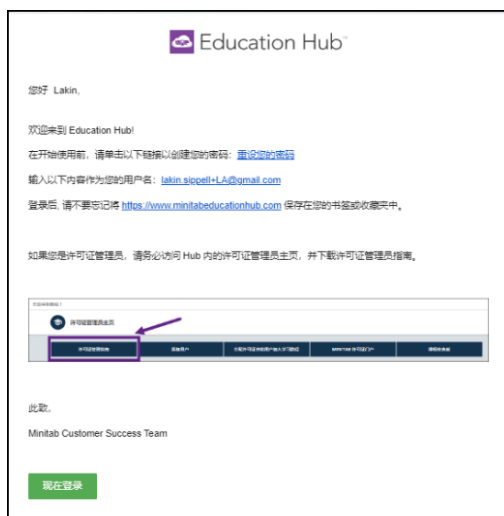 Education Hub™
您好 Lakin,
欢迎来到 Education Hub!
在开始使用前，请单击以下链接以创建您的密码：重设您的密码
输入以下内容作为您的用户名：lakin.sippell+LA@gmail.com
登录后, 请不要忘记将 https://www.minitabeducationhub.com 保存在您的书签或收藏夹中。
如果您是许可证管理员，请务必访问 Hub 内的许可证管理员主页，并下载许可证管理员指南。
许可证管理员主页
添加用户
此致,
Minitab Customer Success Team
现在登录